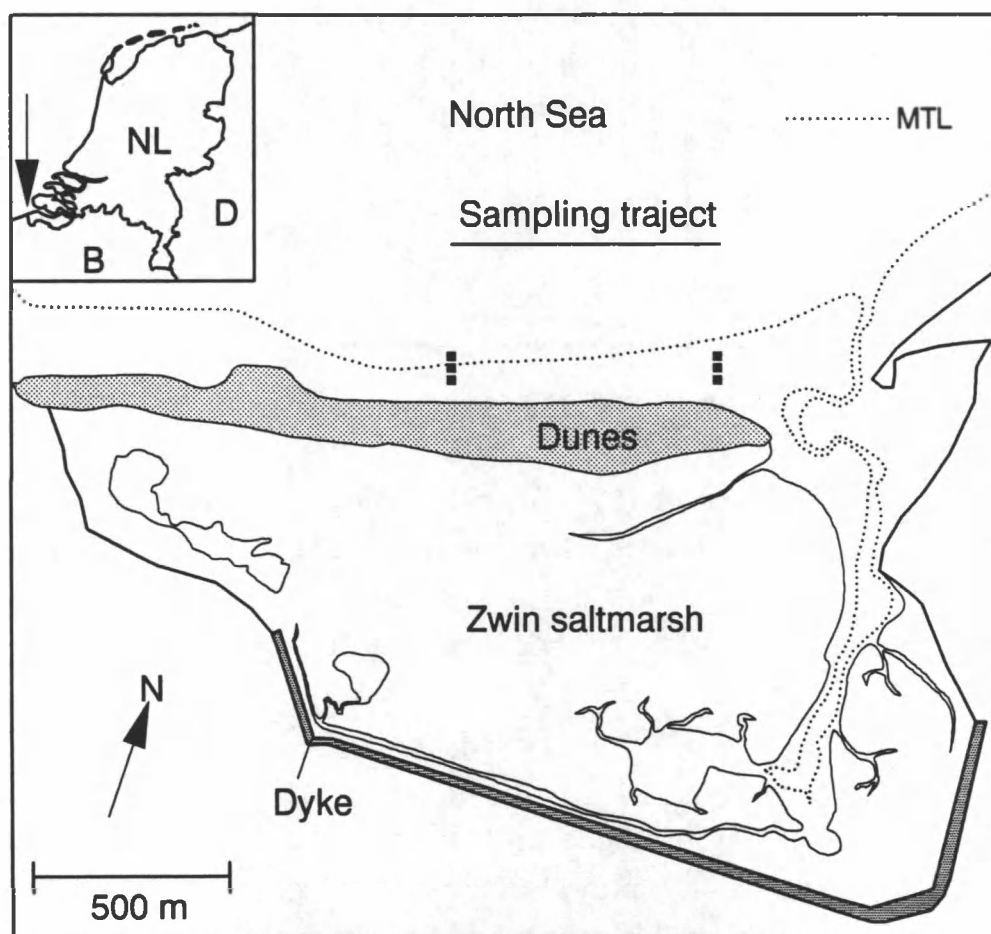 NL
D
B
North Sea
MTL
Sampling traject
Dunes
Zwin saltmarsh
N
Dyke
500 m